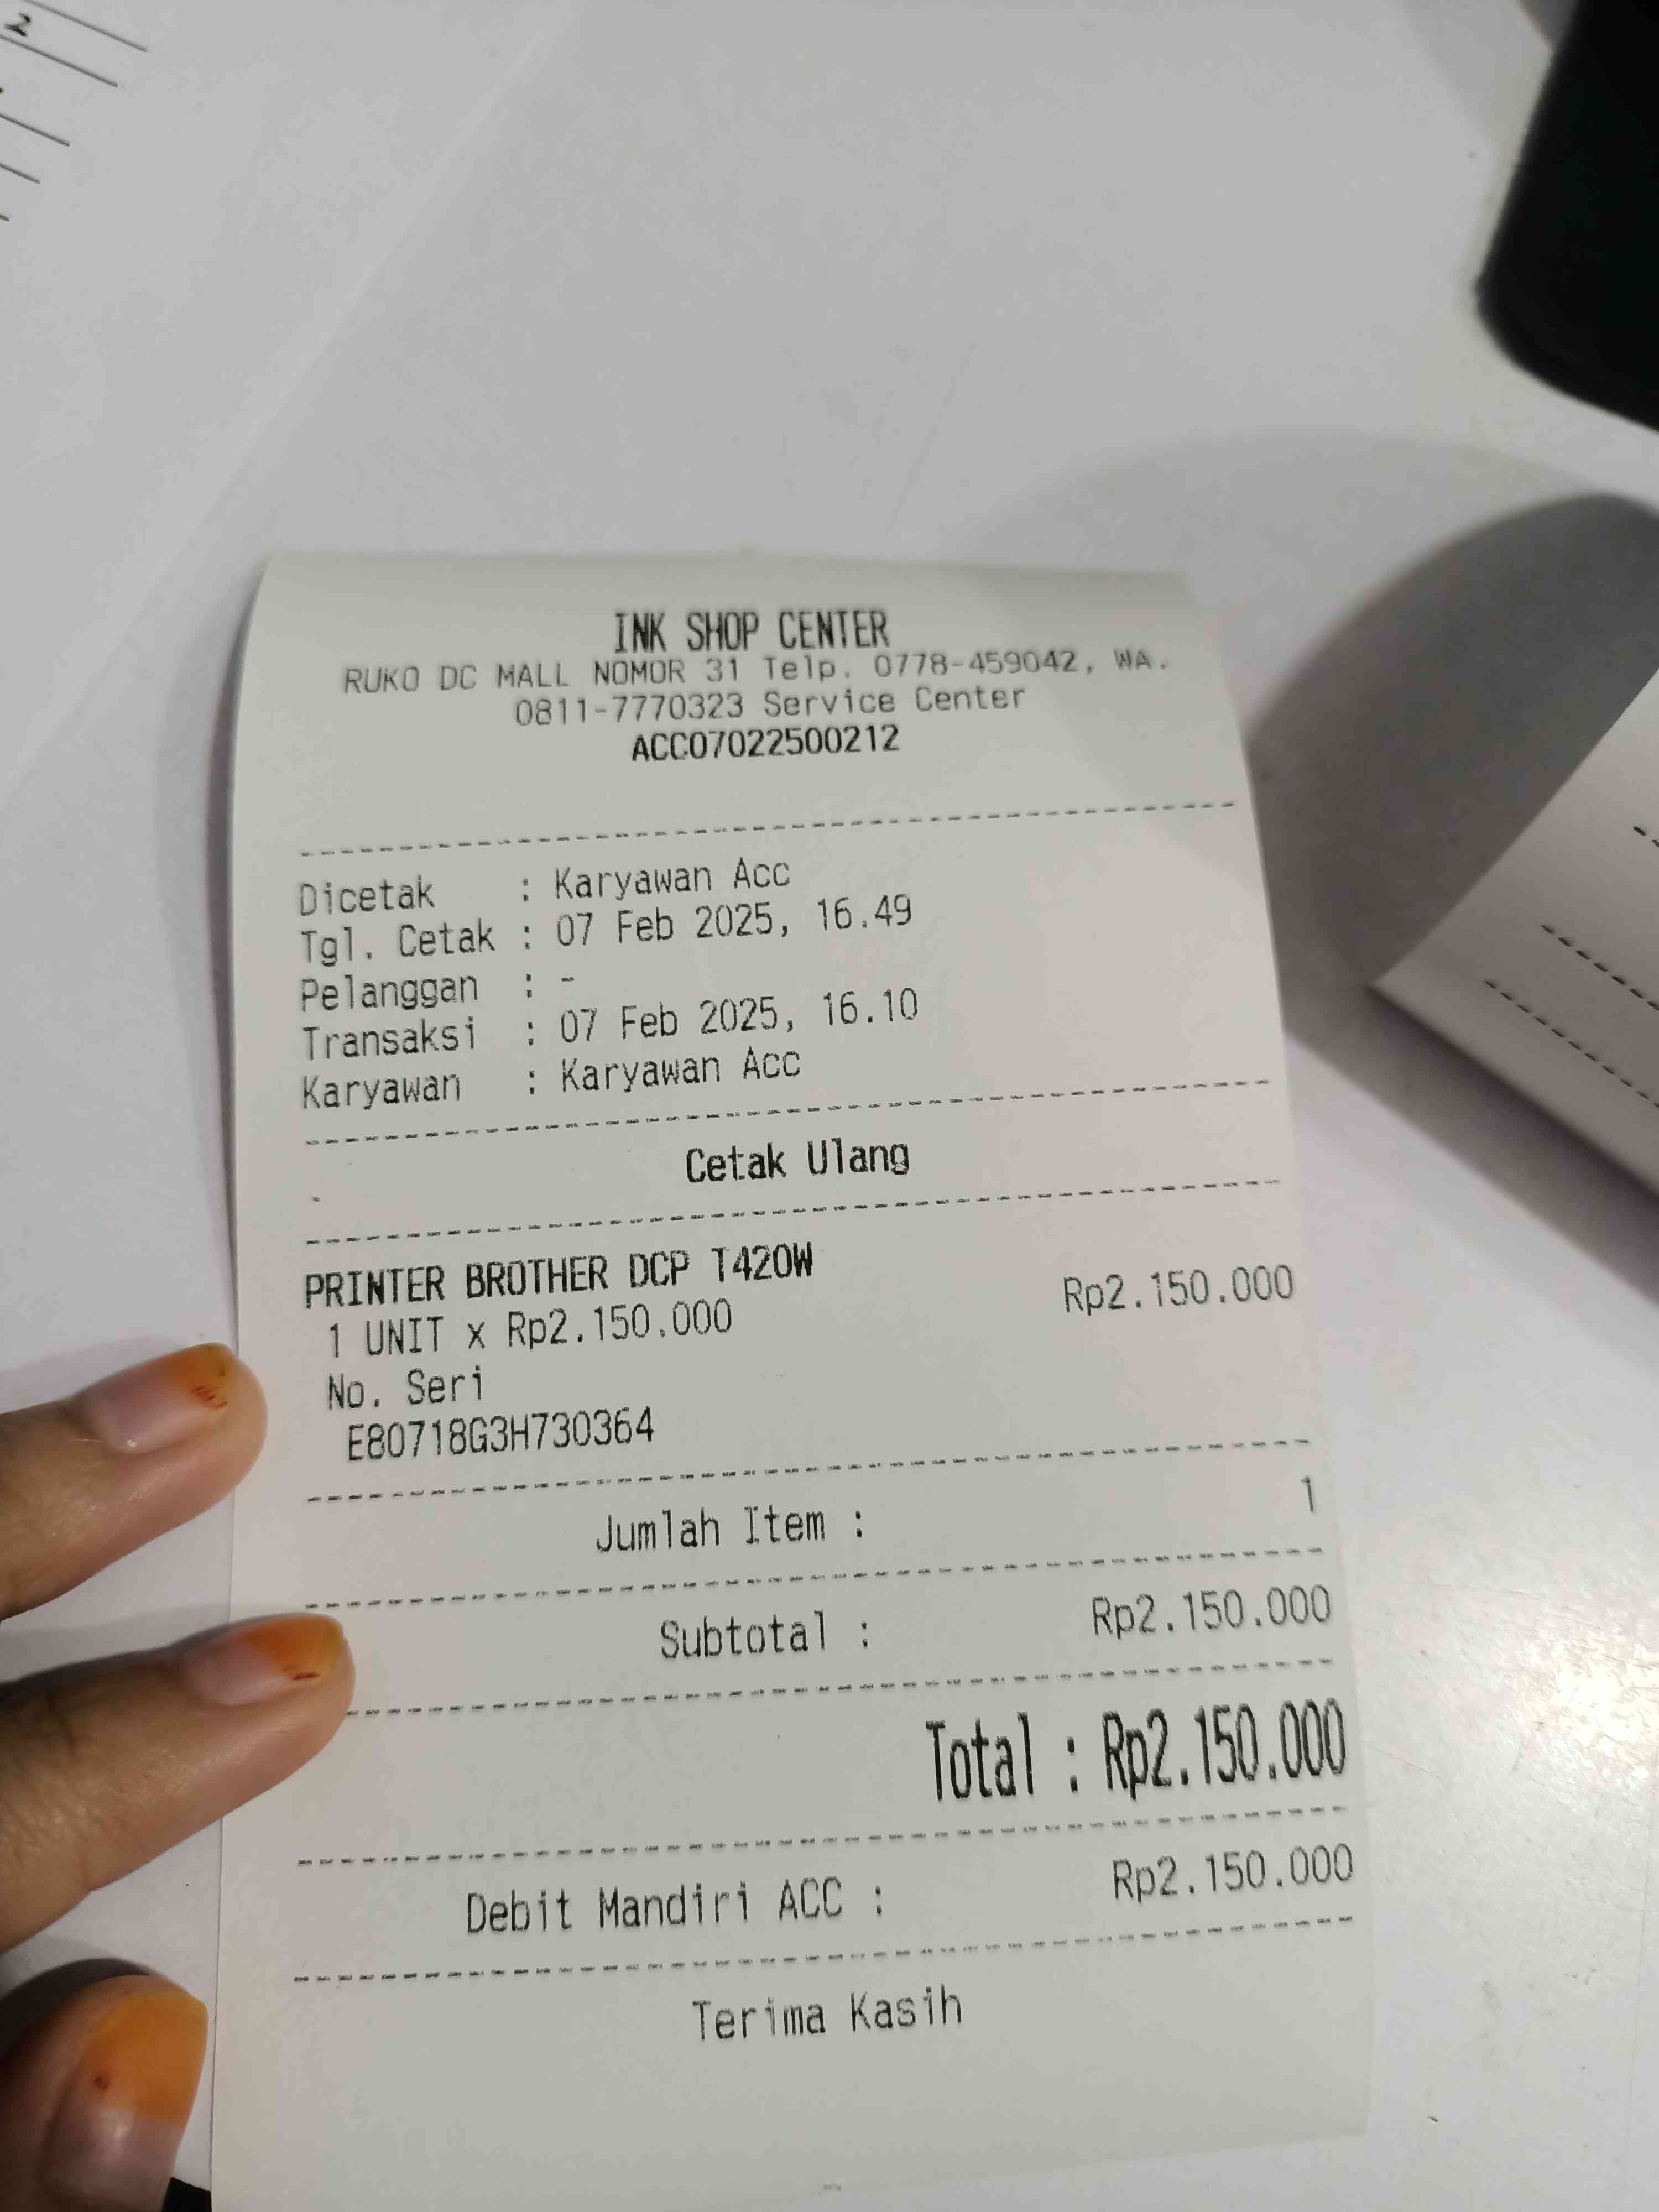 2
INK SHOP CENTER
RUKO DC MALL NOMOR 31 Telp. 0778-459042, WA.
0811-7770323 Service Center
ACC07022500212
Dicetak : Karyawan Acc
Tgl. Cetak : 07 Feb 2025, 16.49
Pelanggan : -
Transaksi : 07 Feb 2025, 16.10
Karyawan : Karyawan Acc
Cetak Ulang
PRINTER BROTHER DCP T420W
1 UNIT x Rp2.150.000 Rp2.150.000
No. Seri
E80718G3H730364
Jumlah Item : 1
Subtotal : Rp2.150.000
Total : Rp2.150.000
Debit Mandiri ACC : Rp2.150.000
Terima Kasih